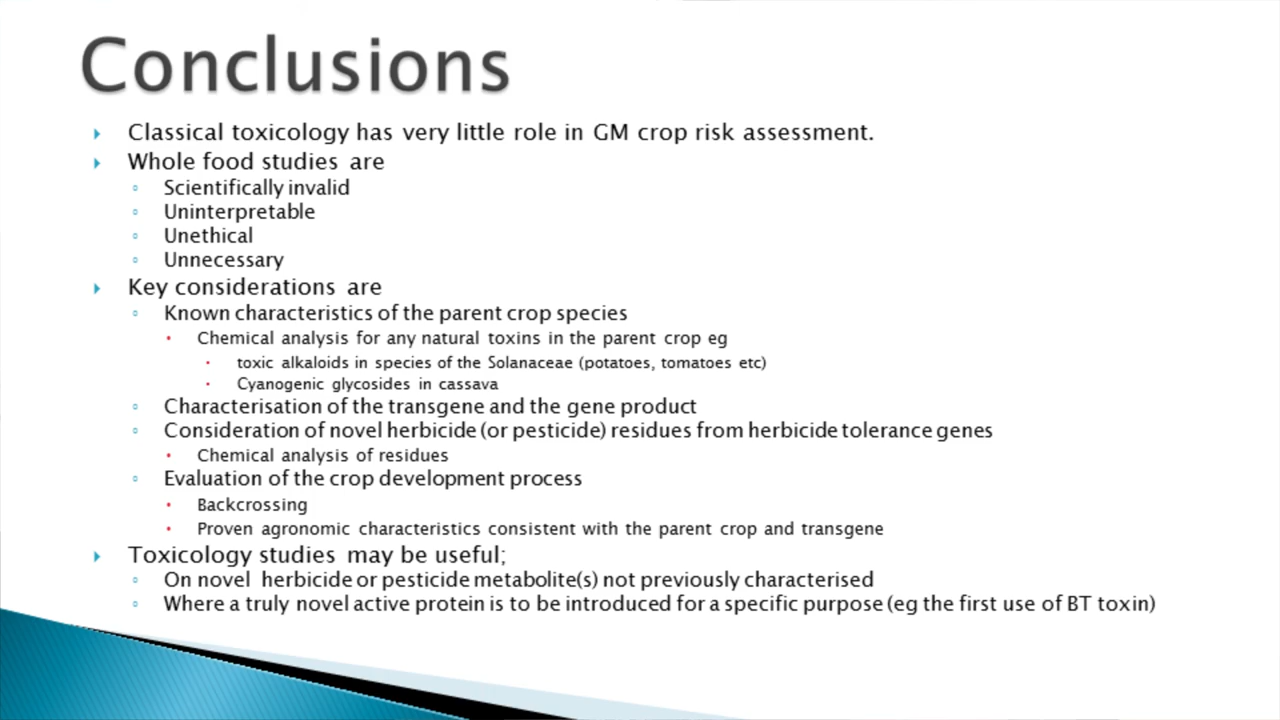 Conclusions
Classical toxicology has very little role in GM crop risk assessment.
Whole food studies are
Scientifically invalid
Uninterpretable
Unethical
Unnecessary
Key considerations are
Known characteristics of the parent crop species
Chemical analysis for any natural toxins in the parent crop eg
toxic alkaloids in species of the Solanaceae (potatoes, tomatoes etc)
Cyanogenic glycosides in cassava
Characterisation of the transgene and the gene product
Consideration of novel herbicide (or pesticide) residues from herbicide tolerance genes
Chemical analysis of residues
Evaluation of the crop development process
Backcrossing
Proven agronomic characteristics consistent with the parent crop and transgene
Toxicology studies may be useful;
On novel herbicide or pesticide metabolite(s) not previously characterised
Where a truly novel active protein is to be introduced for a specific purpose (eg the first use of BT toxin)